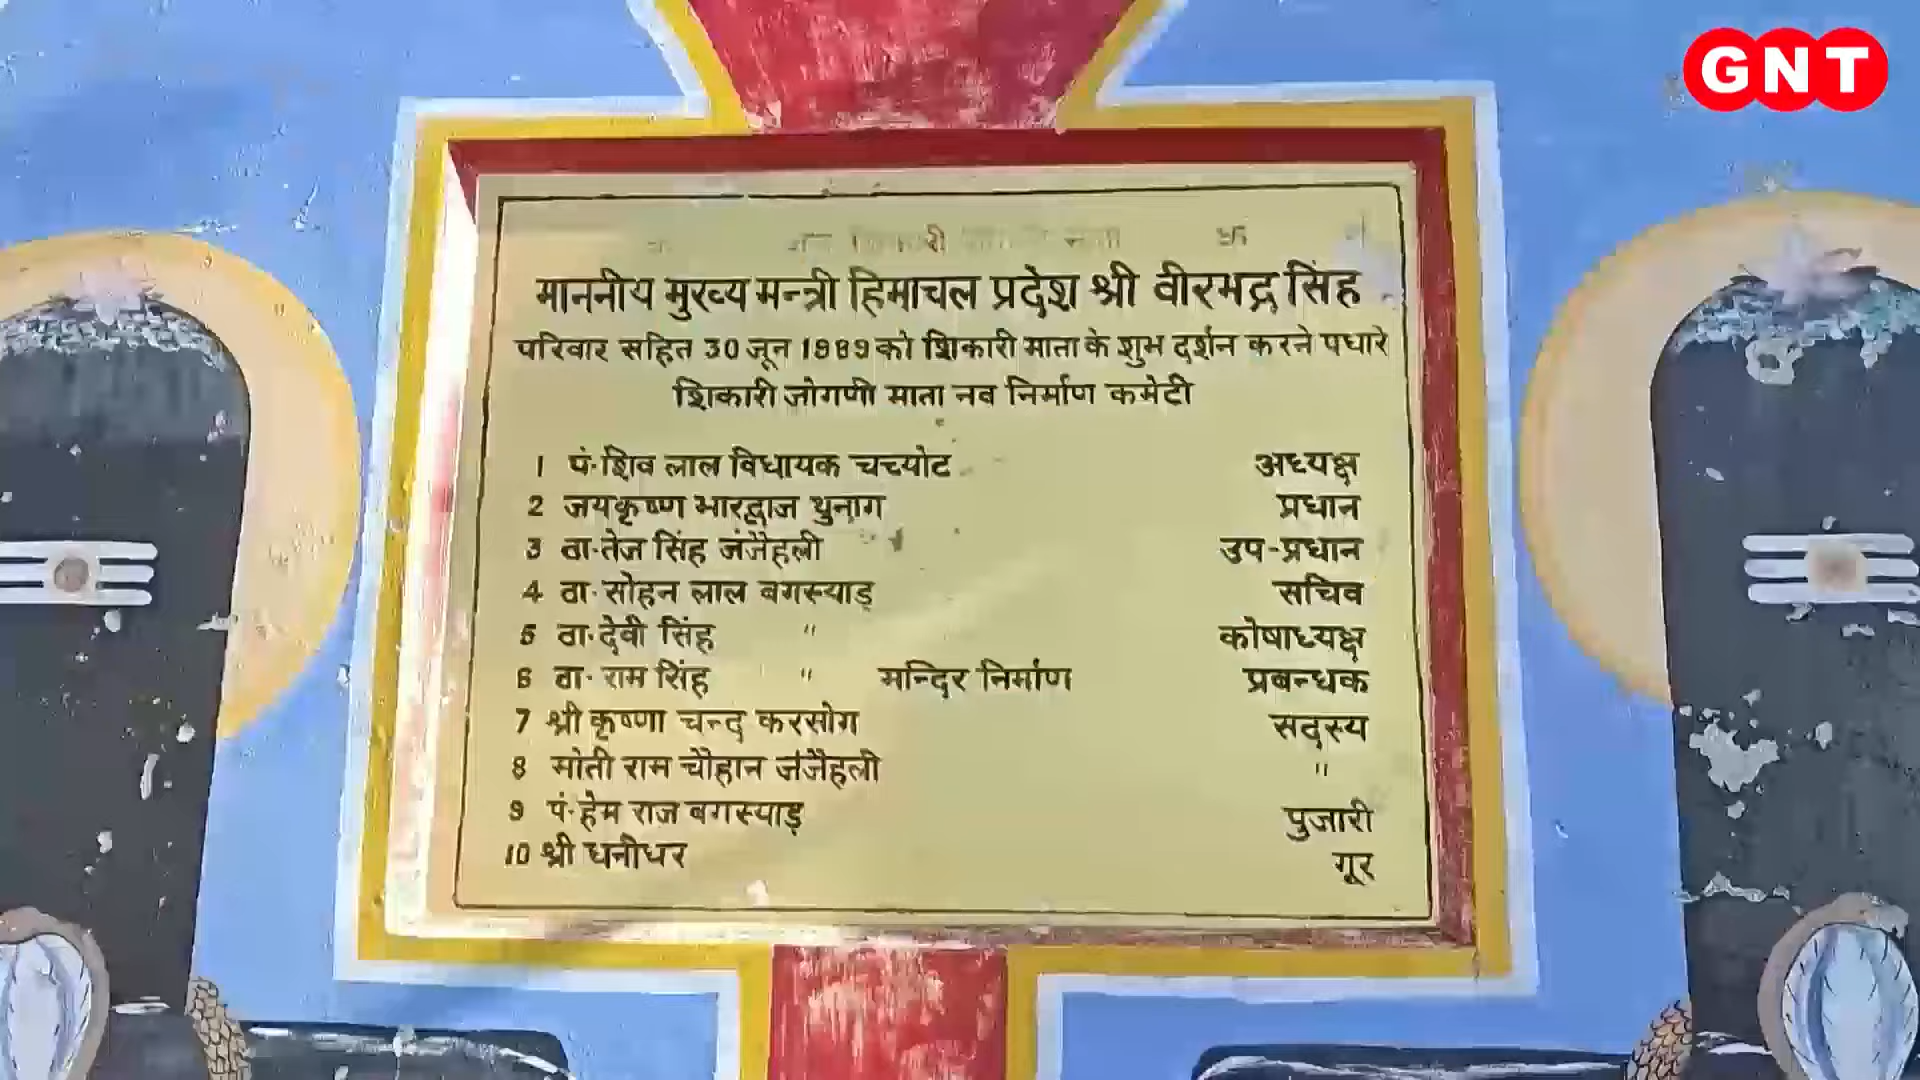 GNT
माननीय मुख्य मन्त्री हिमाचल प्रदेश श्री वीरभद्र सिंह
परिवार सहित 30 जून 1989 को शिकारी माता के शुभ दर्शन करने पधारे
शिकारी जोगणी माता नव निर्माण कमेटी
1 पं॰ शिव लाल विधायक चच्योट अध्यक्ष
2 जयकृष्ण भारद्वाज थुनाग प्रधान
3 ठा॰ तेज सिंह जंजैहली उप-प्रधान
4 ठा॰ सोहन लाल बगस्याड़ सचिव
5 ठा॰ देवी सिंह " कोषाध्यक्ष
6 ठा॰ राम सिंह " मन्दिर निर्माण प्रबन्धक
7 श्री कृष्णा चन्द करसोग सदस्य
8 मोती राम चौहान जंजैहली "
9 पं॰ हेम राज बगस्याड़ पुजारी
10 श्री धनीधर गूर